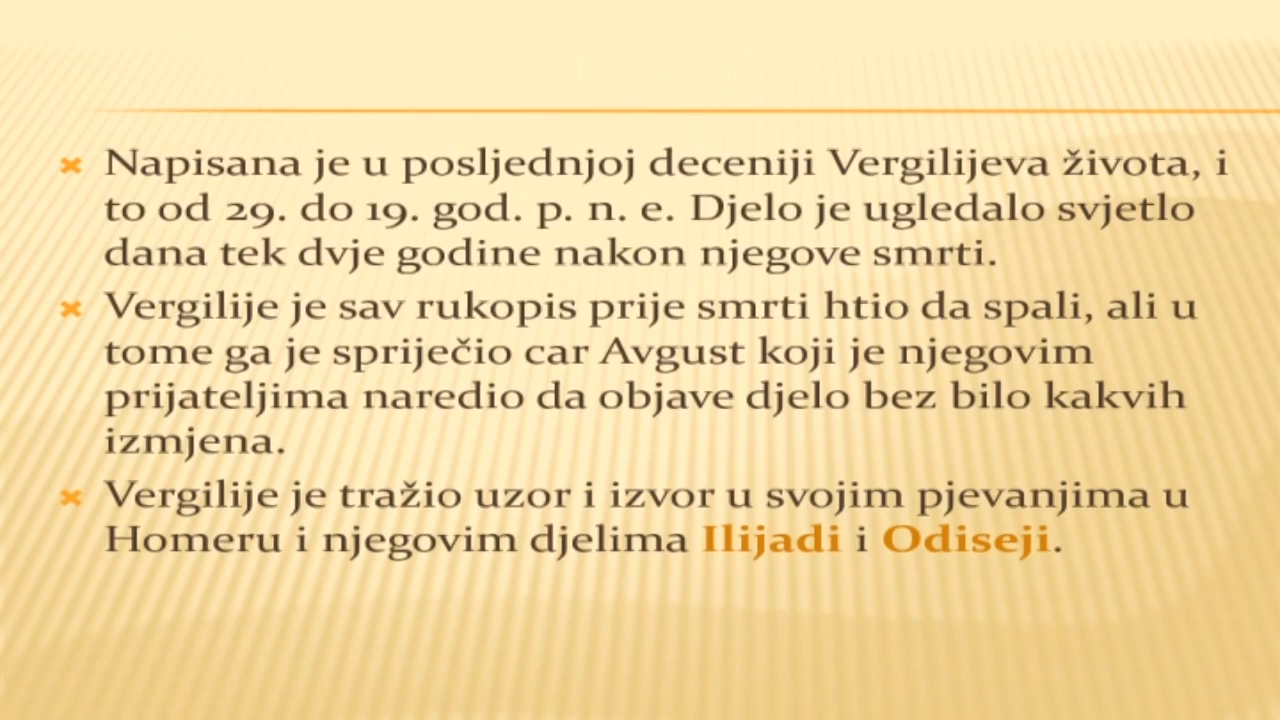 Napisana je u posljednjoj deceniji Vergilijeva života, i
to od 29. do 19. god. p. n. e. Djelo je ugledalo svjetlo
dana tek dvje godine nakon njegove smrti.
Vergilije je sav rukopis prije smrti htio da spali, ali u
tome ga je spriječio car Avgust koji je njegovim
prijateljima naredio da objave djelo bez bilo kakvih
izmjena.
Vergilije je tražio uzor i izvor u svojim pjevanjima u
Homeru i njegovim djelima Ilijadi i Odiseji.